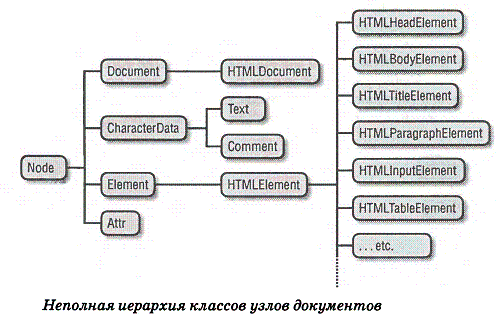 HTMLHeadElement
HTMLBodyElement
Document
HTMLDocument
HTMLTitleElement
Text
CharacterData
HTMLParagraphElement
Comment
Node
HTMLInputElement
Element
HTMLElement
HTMLTableElement
Attr
. . . etc.
Неполная иерархия классов узлов документов